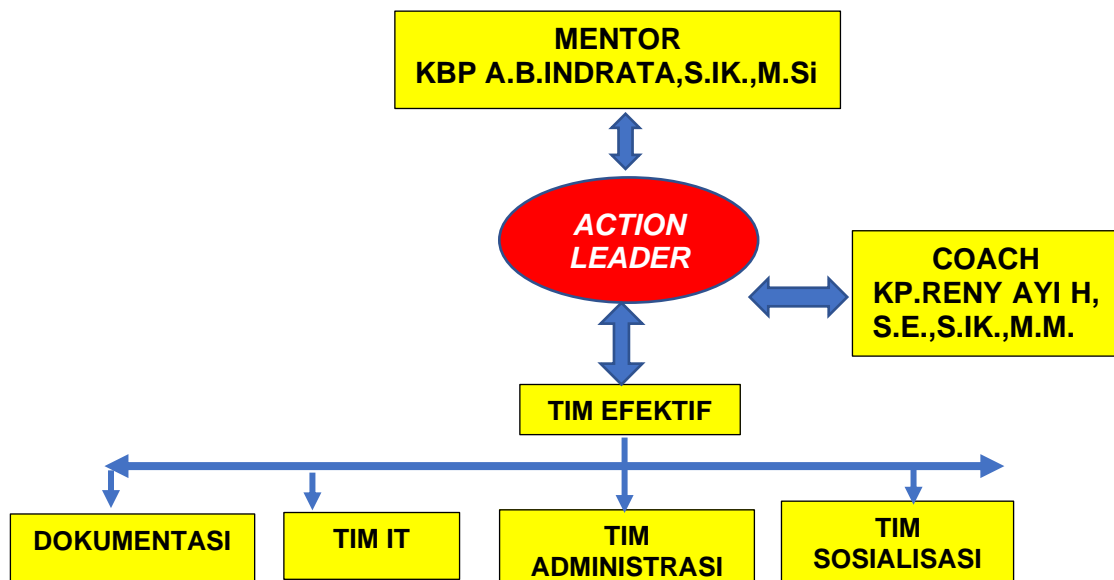 MENTOR
KBP A.B.INDRATA,S.IK.,M.Si
ACTION
LEADER
COACH
KP.RENY AYI H,
S.E.,S.IK.,M.M.
TIM EFEKTIF
DOKUMENTASI
TIM IT
TIM
ADMINISTRASI
TIM
SOSIALISASI